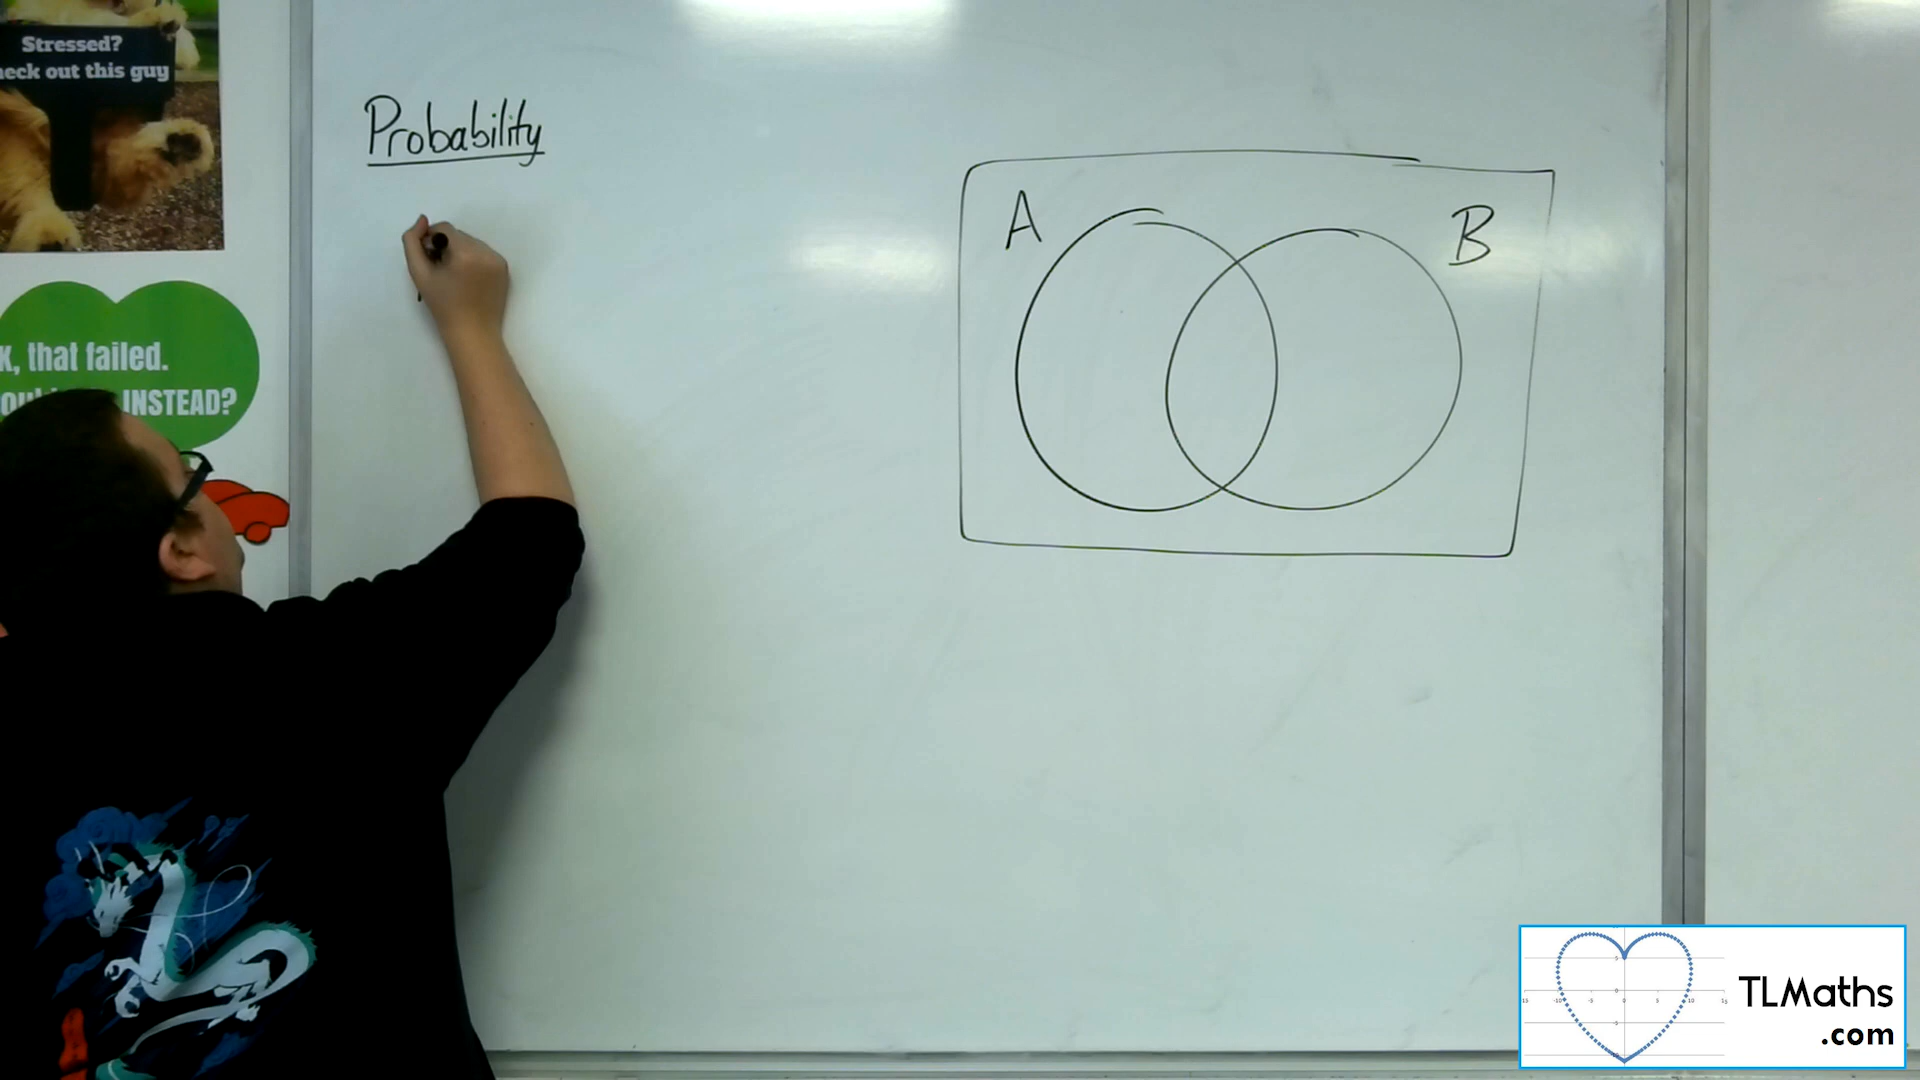 Stressed?
eck out this guy
Probability
A
B
k, that failed.
INSTEAD?
TLMaths
.com